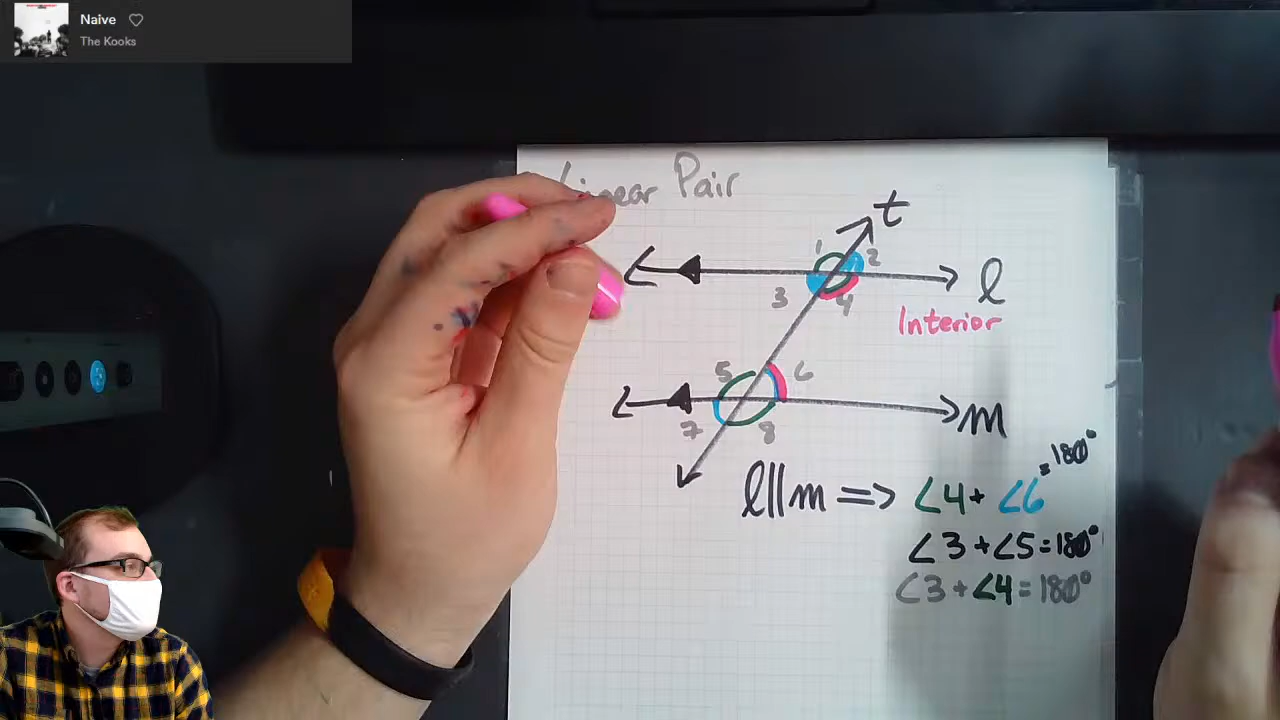 Naive
The Kooks
Linear Pair
t
1
2
l
3
4
Interior
5
6
m
7
8
l||m => ∠4+ ∠6 = 180°
∠3+∠5=180°
∠3+∠4=180°